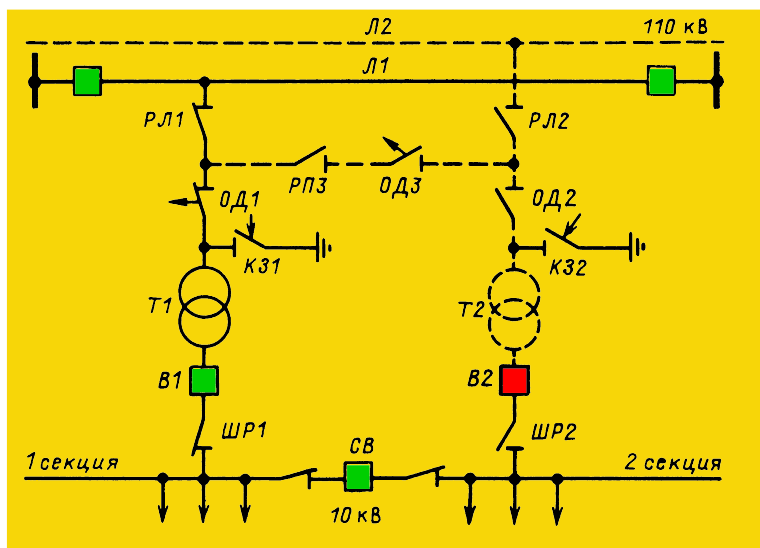 Л2
110 кВ
Л1
РЛ1
РЛ2
РП3
ОД3
ОД1
ОД2
КЗ1
КЗ2
Т1
Т2
В1
В2
ШР1
ШР2
1 секция
СВ
2 секция
10 кВ